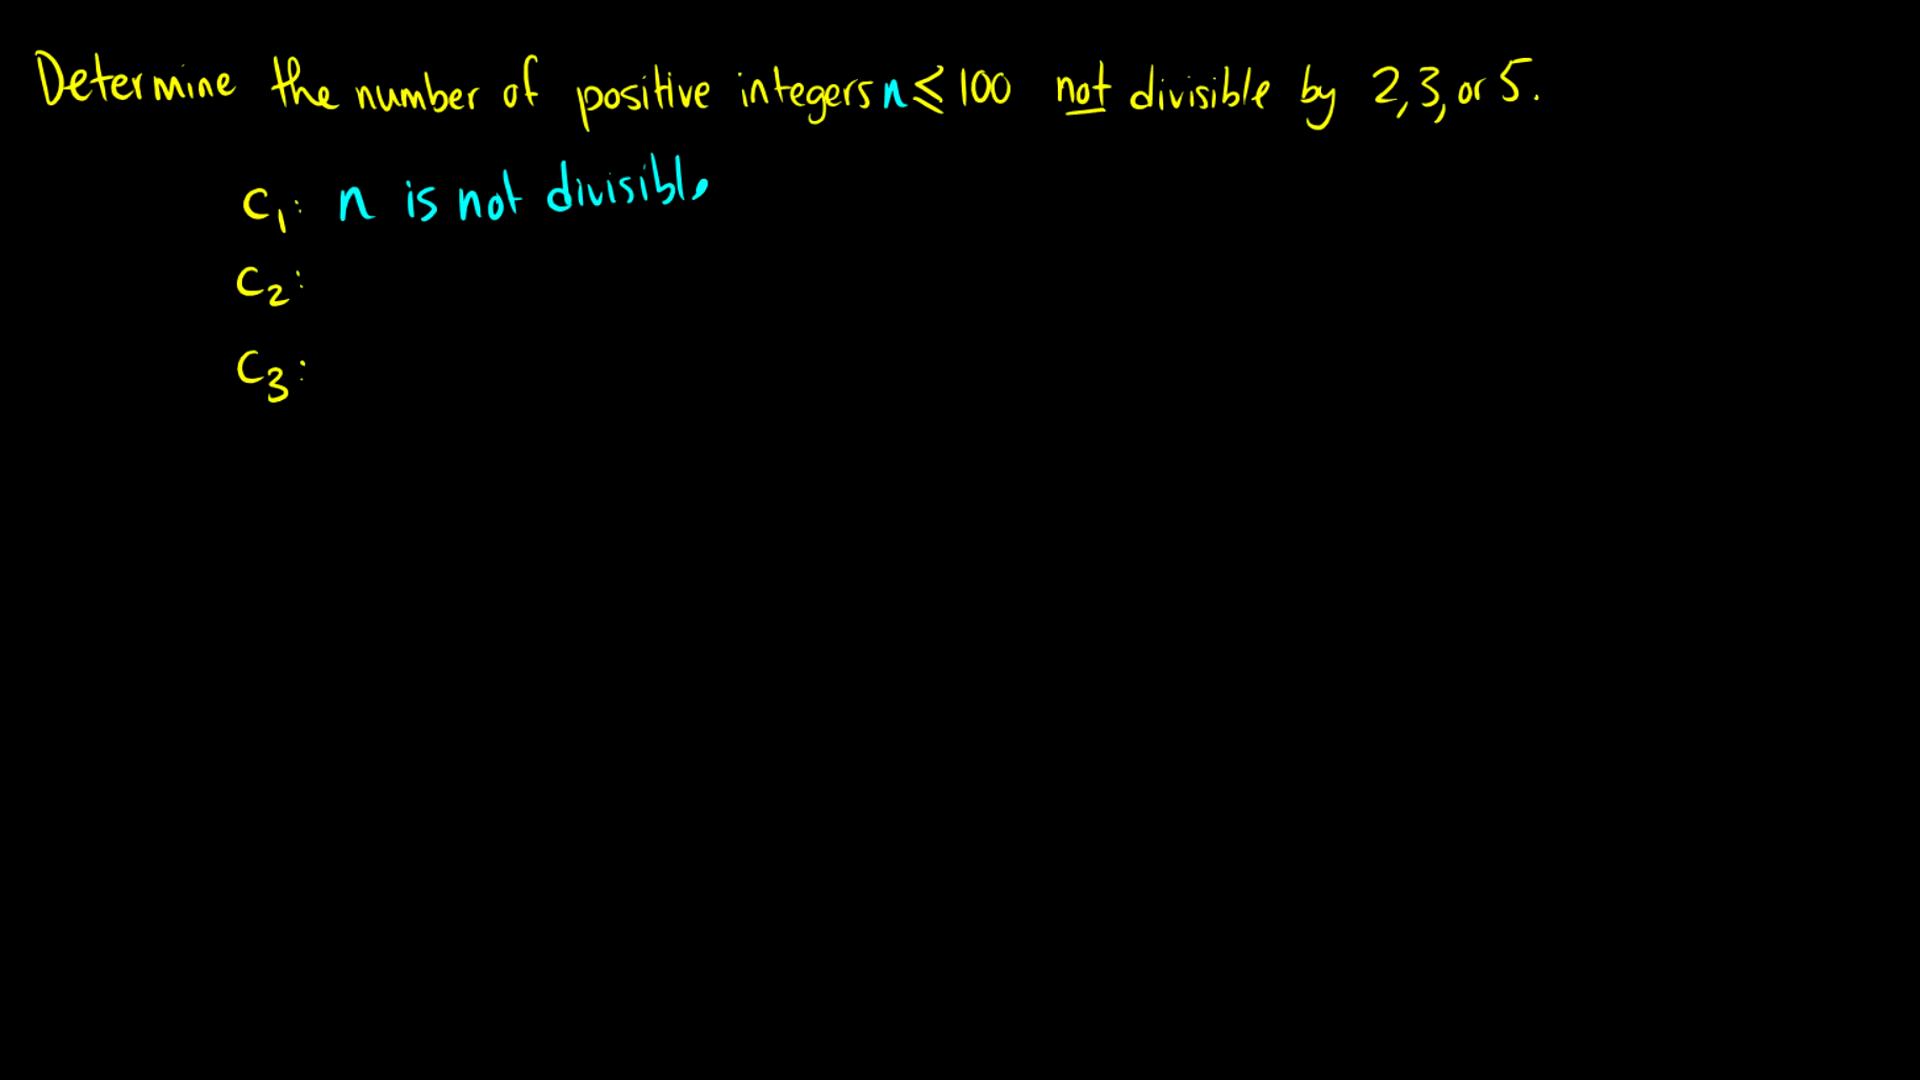 Determine the number of positive integers n ⩽ 100 not divisible by 2, 3, or 5.
C₁: n is not divisible
C₂:
C₃: